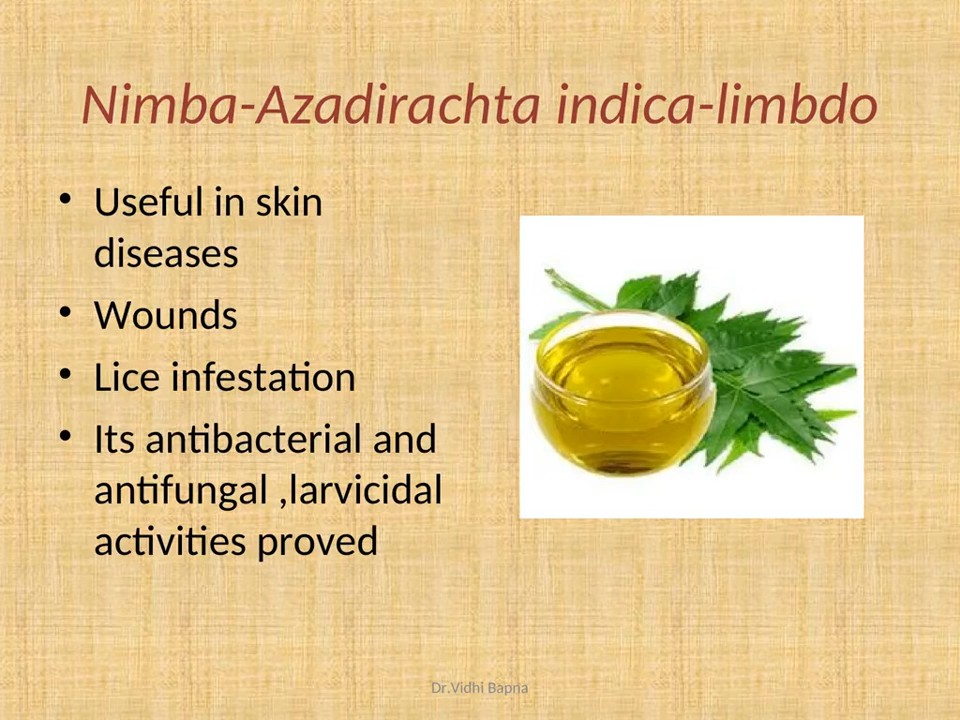 Nimba-Azadirachta indica-limbdo
• Useful in skin
diseases
• Wounds
• Lice infestation
• Its antibacterial and
antifungal ,larvicidal
activities proved
Dr.Vidhi Bapna